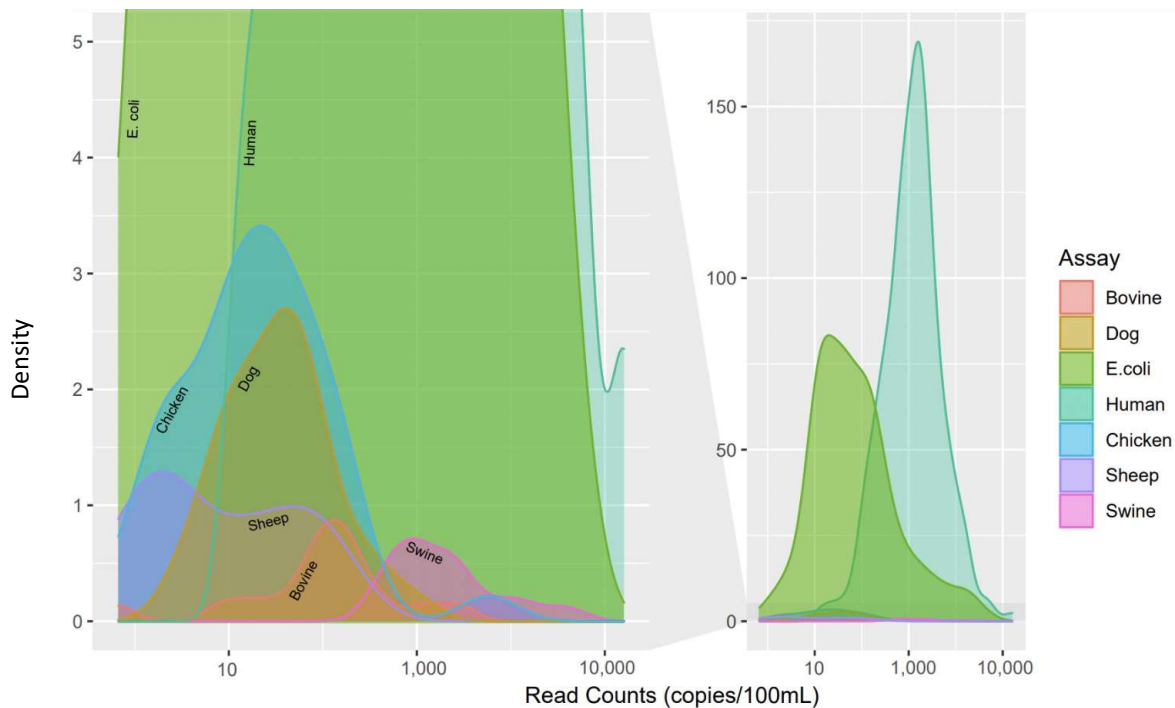 5
4
3
2
1
0
Density
E. coli
Human
Chicken
Dog
Sheep
Bovine
Swine
10
1,000
10,000
150
100
50
0
10
1,000
10,000
Read Counts (copies/100mL)
Assay
Bovine
Dog
E.coli
Human
Chicken
Sheep
Swine